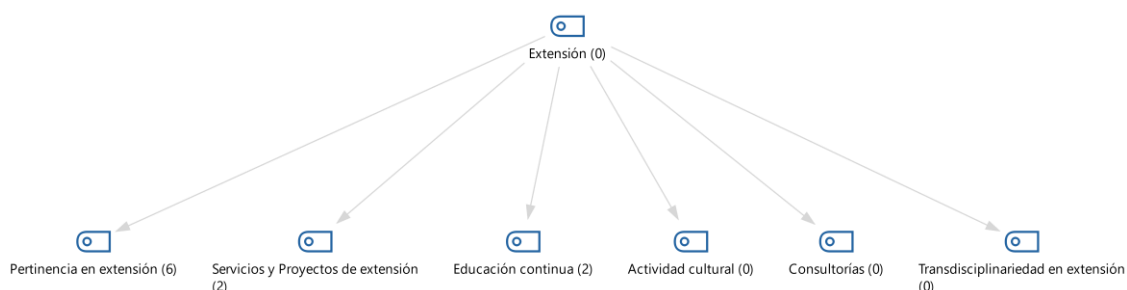 Extensión (0)
Pertinencia en extensión (6)
Servicios y Proyectos de extensión
(2)
Educación continua (2)
Actividad cultural (0)
Consultorías (0)
Transdisciplinariedad en extensión
(0)